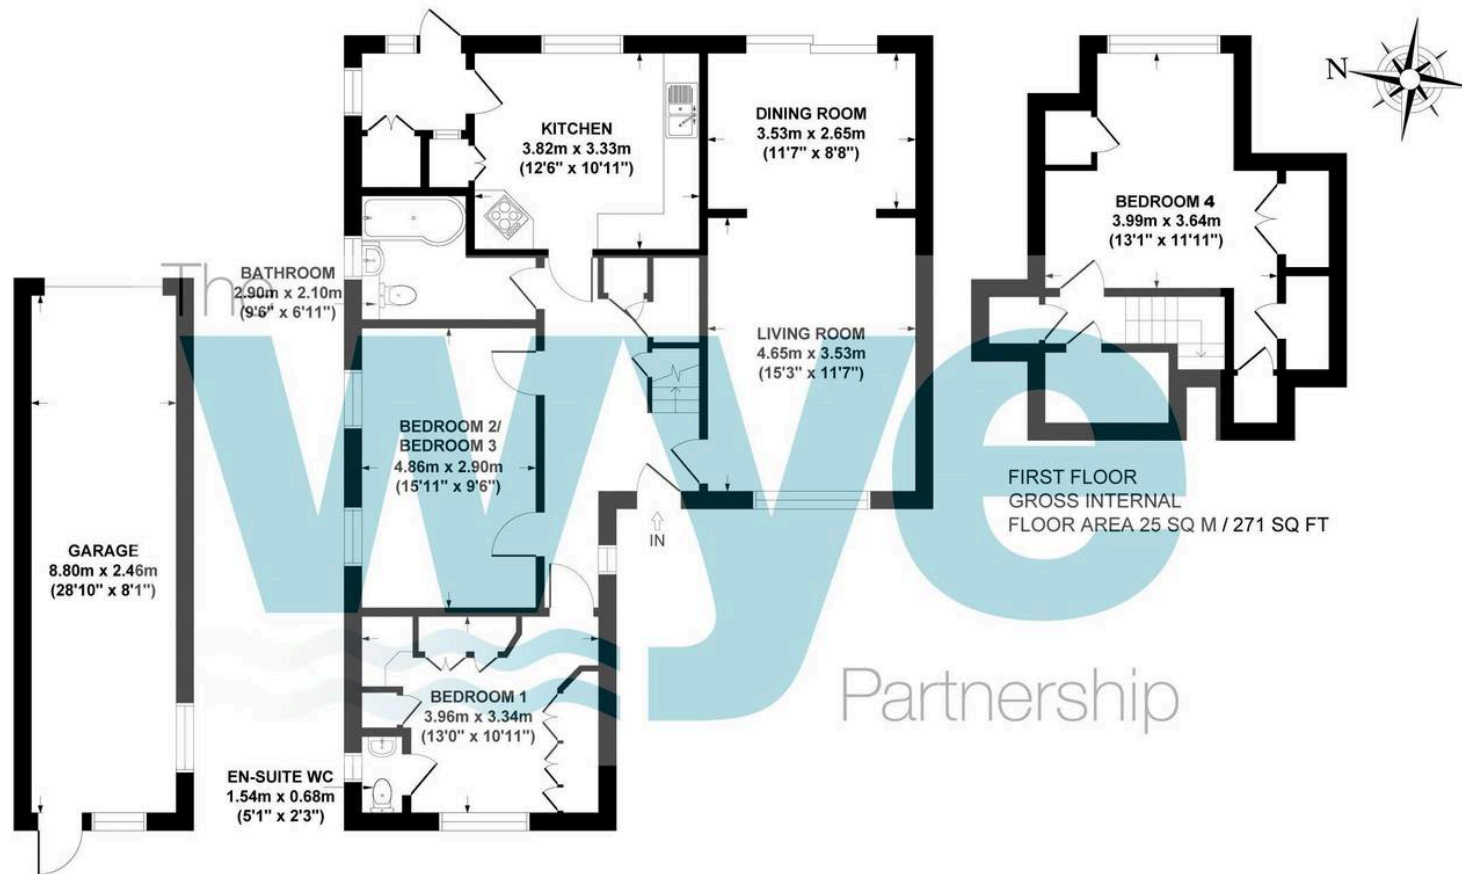 N
KITCHEN
3.82m x 3.33m
(12'6" x 10'11")
DINING ROOM
3.53m x 2.65m
(11'7" x 8'8")
BEDROOM 4
3.99m x 3.64m
(13'1" x 11'11")
BATHROOM
2.90m x 2.10m
(9'6" x 6'11")
The
wye
Partnership
LIVING ROOM
4.65m x 3.53m
(15'3" x 11'7")
BEDROOM 2/
BEDROOM 3
4.86m x 2.90m
(15'11" x 9'6")
FIRST FLOOR
GROSS INTERNAL
FLOOR AREA 25 SQ M / 271 SQ FT
IN
GARAGE
8.80m x 2.46m
(28'10" x 8'1")
BEDROOM 1
3.96m x 3.34m
(13'0" x 10'11")
EN-SUITE WC
1.54m x 0.68m
(5'1" x 2'3")